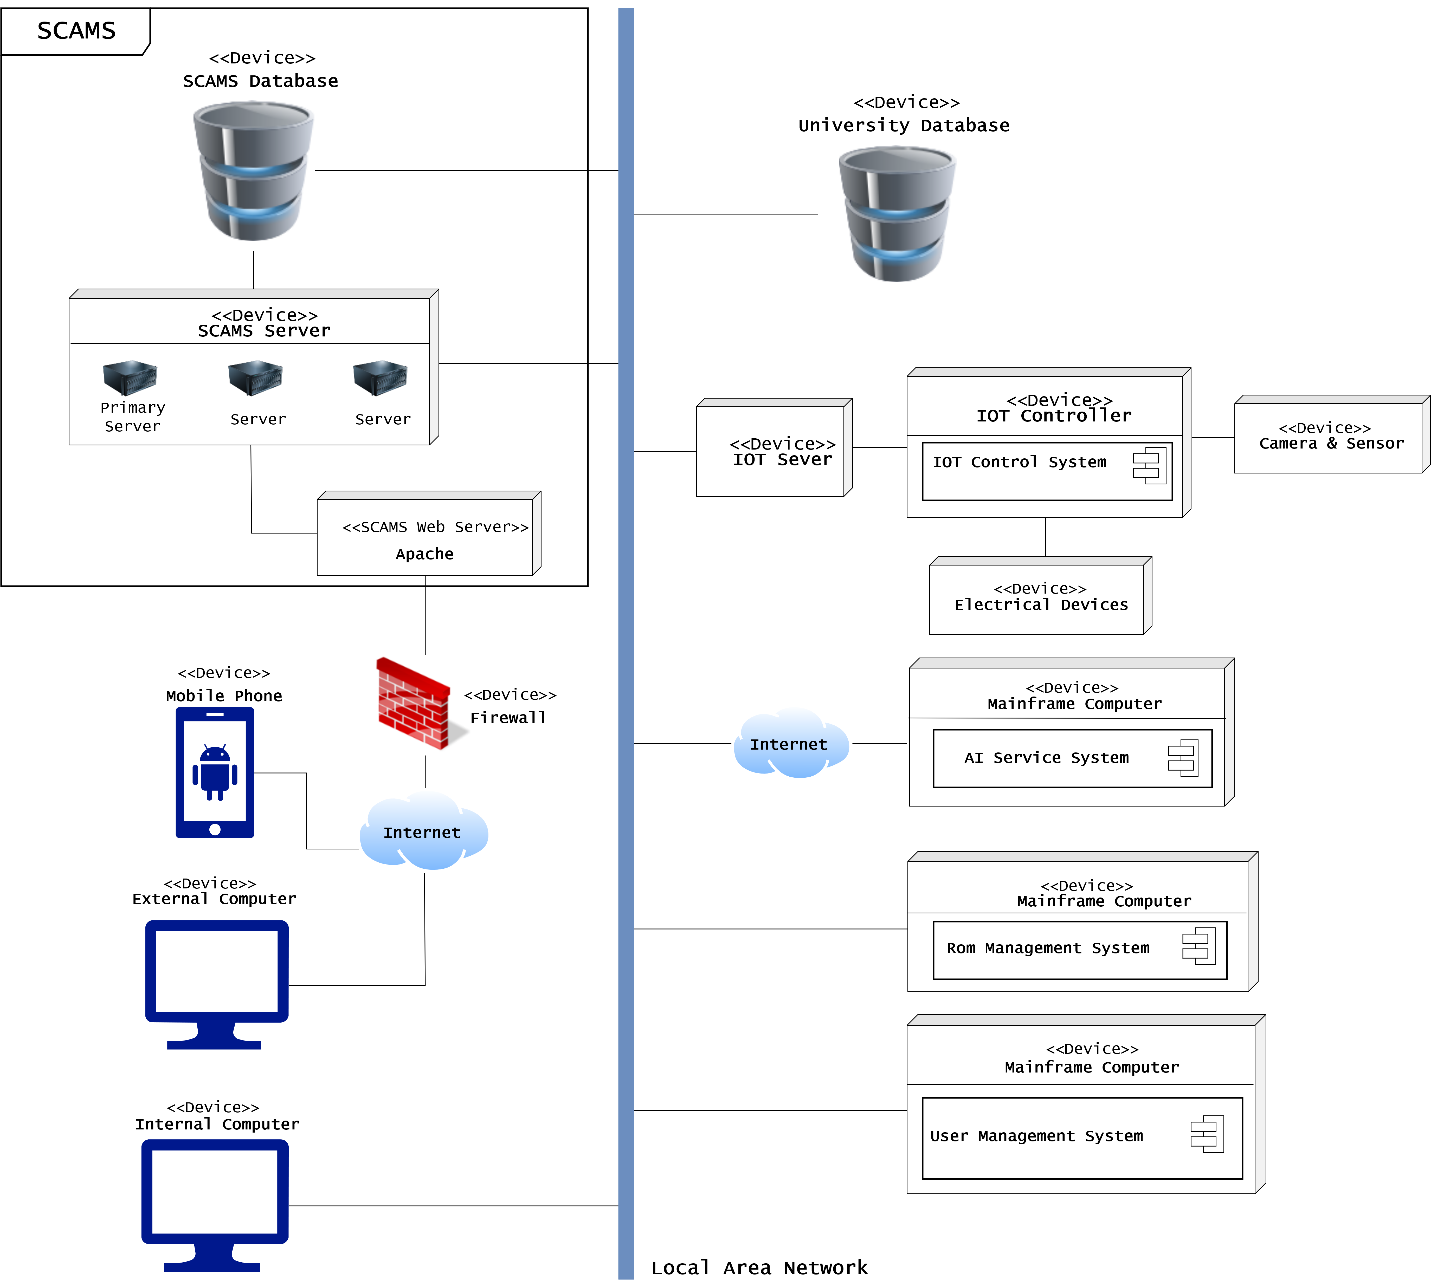 SCAMS
<<Device>>
SCAMS Database
<<Device>>
SCAMS Server
Primary
Server
Server
Server
<<SCAMS Web Server>>
Apache
<<Device>>
Firewall
<<Device>>
Mobile Phone
Internet
<<Device>>
External Computer
<<Device>>
Internal Computer
<<Device>>
University Database
<<Device>>
IOT Sever
<<Device>>
IOT Controller
IOT Control System
<<Device>>
Camera & Sensor
<<Device>>
Electrical Devices
Internet
<<Device>>
Mainframe Computer
AI Service System
<<Device>>
Mainframe Computer
Rom Management System
<<Device>>
Mainframe Computer
User Management System
Local Area Network